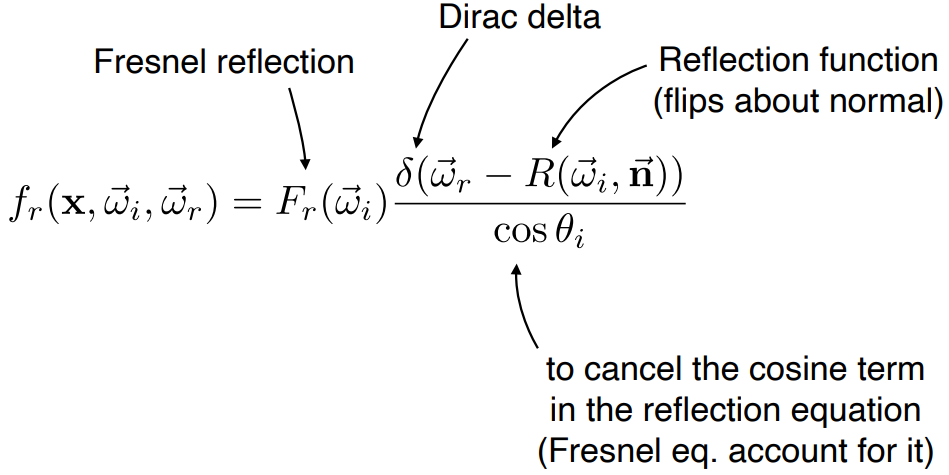 Dirac delta
Fresnel reflection
Reflection function
(flips about normal)
$f_r(\mathbf{x}, \vec{\omega}_i, \vec{\omega}_r) = F_r(\vec{\omega}_i) \frac{\delta(\vec{\omega}_r - R(\vec{\omega}_i, \vec{\mathbf{n}}))}{\cos \theta_i}$
to cancel the cosine term
in the reflection equation
(Fresnel eq. account for it)